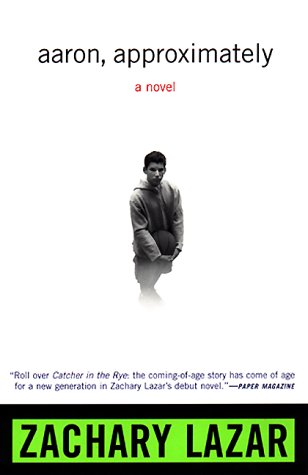 aaron, approximately
a novel
“Roll over Catcher in the Rye: the coming-of-age story has come of age
for a new generation in Zachary Lazar’s debut novel.”—PAPER MAGAZINE
ZACHARY LAZAR